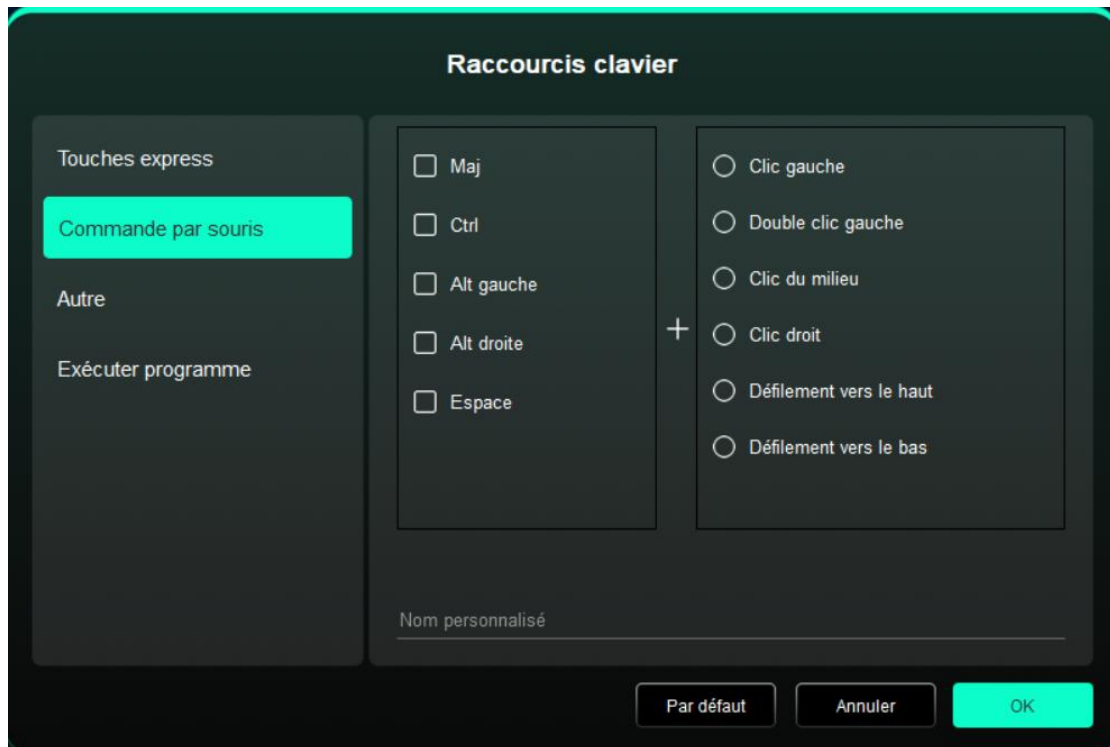 Raccourcis clavier
Touches express
Commande par souris
Autre
Exécuter programme
Maj
Ctrl
Alt gauche
Alt droite
Espace
+
Clic gauche
Double clic gauche
Clic du milieu
Clic droit
Défilement vers le haut
Défilement vers le bas
Nom personnalisé
Par défaut
Annuler
OK